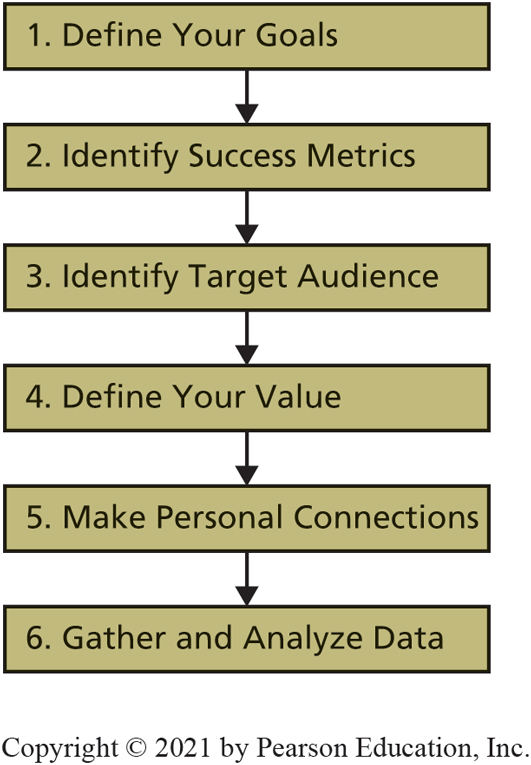 1. Define Your Goals
2. Identify Success Metrics
3. Identify Target Audience
4. Define Your Value
5. Make Personal Connections
6. Gather and Analyze Data
Copyright © 2021 by Pearson Education, Inc.